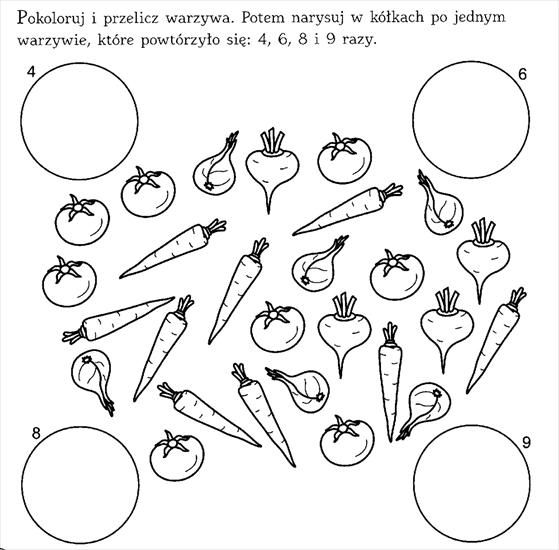 Pokoloruj i przelicz warzywa. Potem narysuj w kółkach po jednym
warzywie, które powtórzyło się: 4, 6, 8 i 9 razy.
4
6
8
9